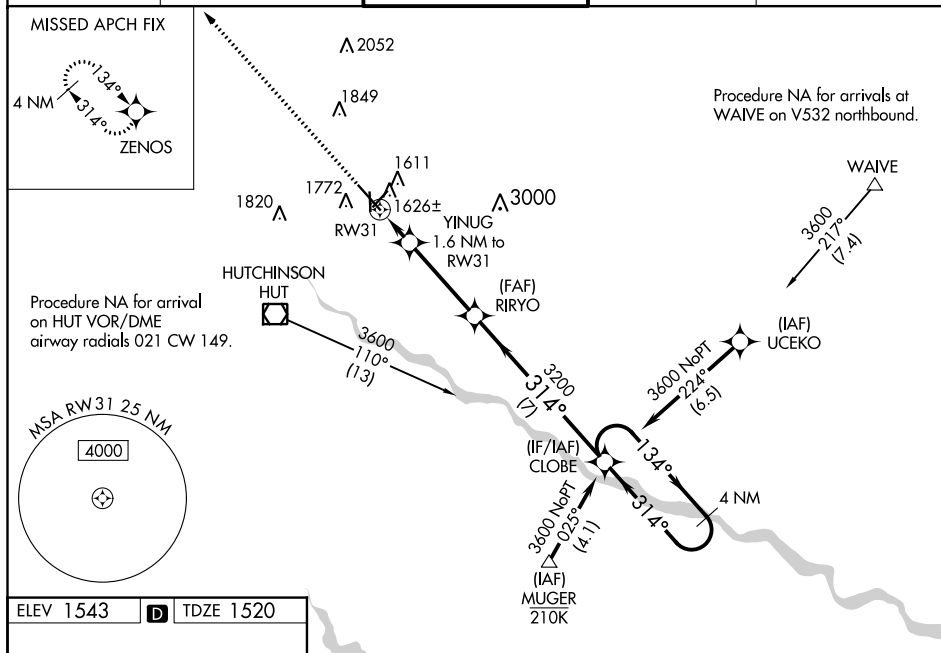 MISSED APCH FIX
134°
4 NM
314°
ZENOS
2052
1849
1611
1772
1626±
1820
3000
RW31
YINUG
1.6 NM to
RW31
Procedure NA for arrivals at
WAIVE on V532 northbound.
WAIVE
3600
217°
(7.4)
HUTCHINSON
HUT
(FAF)
RIRYO
Procedure NA for arrival
on HUT VOR/DME
airway radials 021 CW 149.
3600
110°
(13)
(IAF)
UCEKO
3600 NoPT
224°
(6.5)
3200
314°
(7)
MSA RW31 25 NM
4000
(IF/IAF)
CLOBE
134°
4 NM
314°
3600 NoPT
025°
(4.1)
(IAF)
MUGER
210K
ELEV 1543
D
TDZE 1520